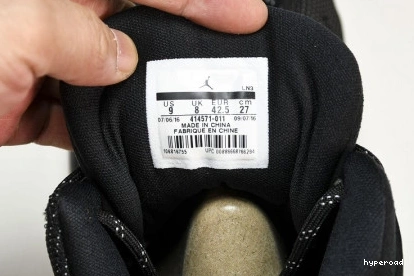 LN3
US UK EUR cm
9 8 42.5 27
07/06/16 414571-011 09/07/16
MADE IN CHINA
FABRIQUE EN CHINE
hyperoad